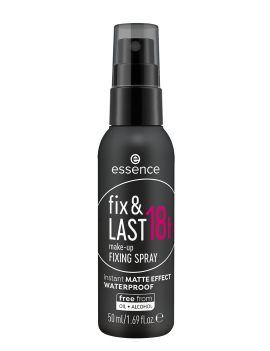 essence
fix &
LAST 18h
make-up
FIXING SPRAY
instant MATTE EFFECT
WATERPROOF
free from
OIL • ALCOHOL
50 ml/1.69 fl.oz. e